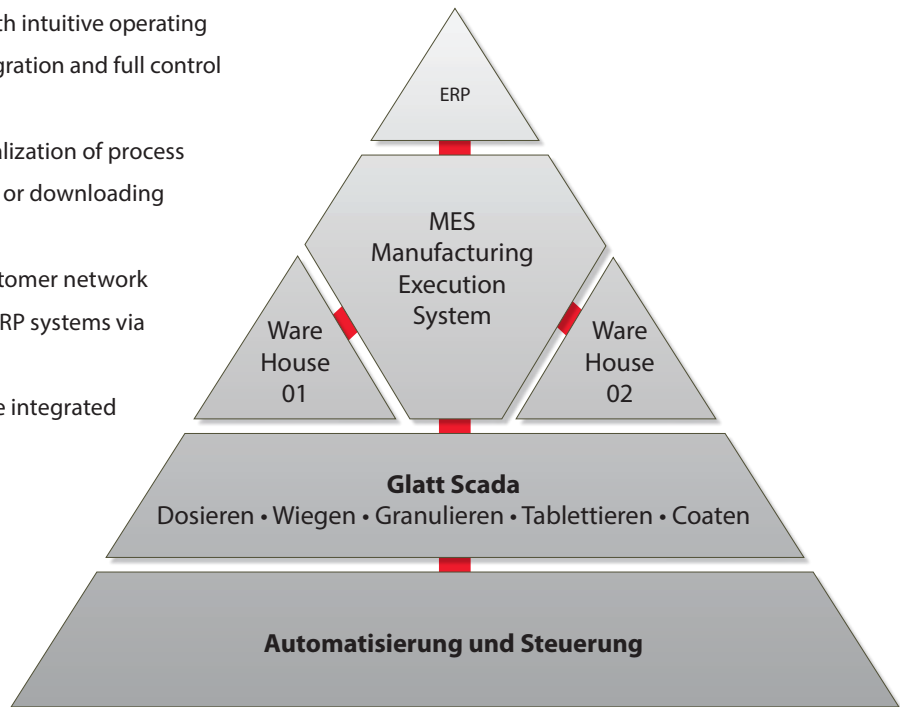 th intuitive operating
gration and full control
alization of process
or downloading
tomer network
RP systems via
e integrated
ERP
MES
Manufacturing
Execution
System
Ware
House
01
Ware
House
02
Glatt Scada
Dosieren • Wiegen • Granulieren • Tablettieren • Coaten
Automatisierung und Steuerung